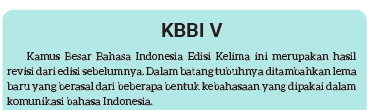 KBBI V
Kamus Besar Bahasa Indonesia Edisi Kelima ini merupakan hasil
revisi dari edisi sebelumnya. Dalam batang tubuhnya ditambahkan lema
baru yang berasal dari beberapa bentuk kebahasaan yang dipakai dalam
komunikasi bahasa Indonesia.